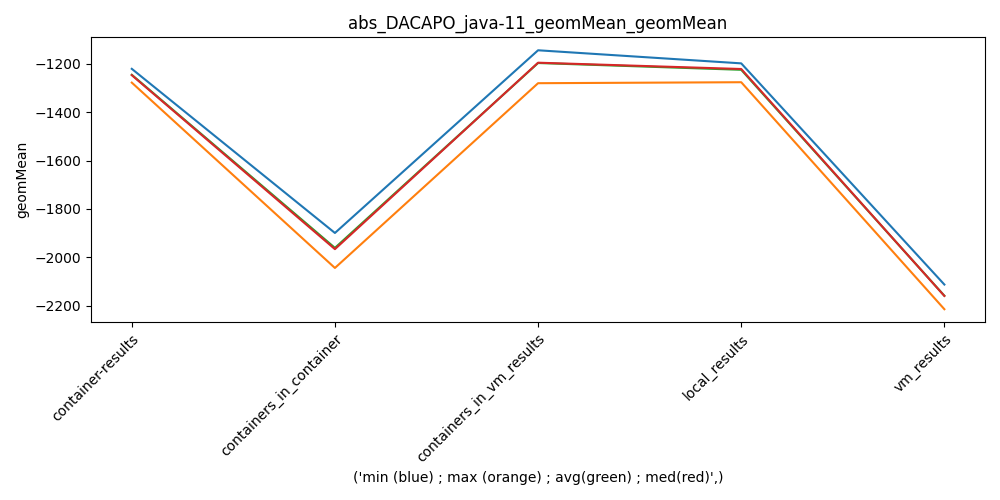 abs_DACAPO_java-11_geomMean_geomMean
geomMean
−1200
−1400
−1600
−1800
−2000
−2200
container-results
containers_in_container
containers_in_vm_results
local_results
vm_results
('min (blue) ; max (orange) ; avg(green) ; med(red)',)